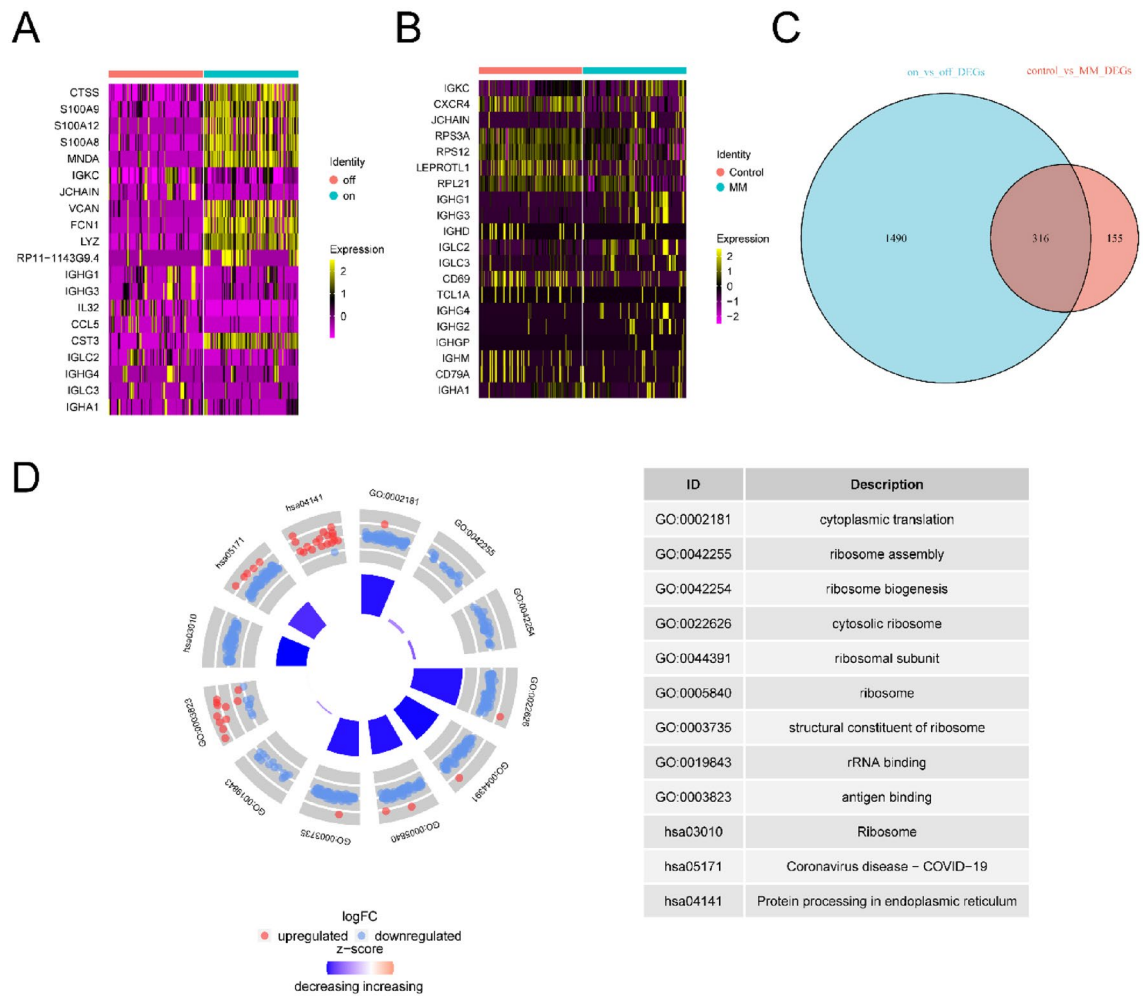 A
CTSS
S100A9
S100A12
S100A8
MNDA
IGKC
JCHAIN
VCAN
FCN1
LYZ
RP11−1143G9.4
IGHG1
IGHG3
IL32
CCL5
CST3
IGLC2
IGHG4
IGLC3
IGHA1
Identity
off
on
Expression
2
1
0
B
IGKC
CXCR4
JCHAIN
RPS3A
RPS12
LEPROTL1
RPL21
IGHG1
IGHG3
IGHD
IGLC2
IGLC3
CD69
TCL1A
IGHG4
IGHG2
IGHGP
IGHM
CD79A
IGHA1
Identity
Control
MM
Expression
2
1
0
−1
−2
C
on_vs_off_DEGs
control_vs_MM_DEGs
1490
316
155
D
GO:0002181
GO:0042255
GO:0042254
GO:0022626
GO:0044391
GO:0005840
GO:0003735
GO:0019843
GO:0003823
hsa03010
hsa05171
hsa04141
logFC
upregulated downregulated
z−score
decreasing increasing
ID Description
GO:0002181 cytoplasmic translation
GO:0042255 ribosome assembly
GO:0042254 ribosome biogenesis
GO:0022626 cytosolic ribosome
GO:0044391 ribosomal subunit
GO:0005840 ribosome
GO:0003735 structural constituent of ribosome
GO:0019843 rRNA binding
GO:0003823 antigen binding
hsa03010 Ribosome
hsa05171 Coronavirus disease − COVID−19
hsa04141 Protein processing in endoplasmic reticulum